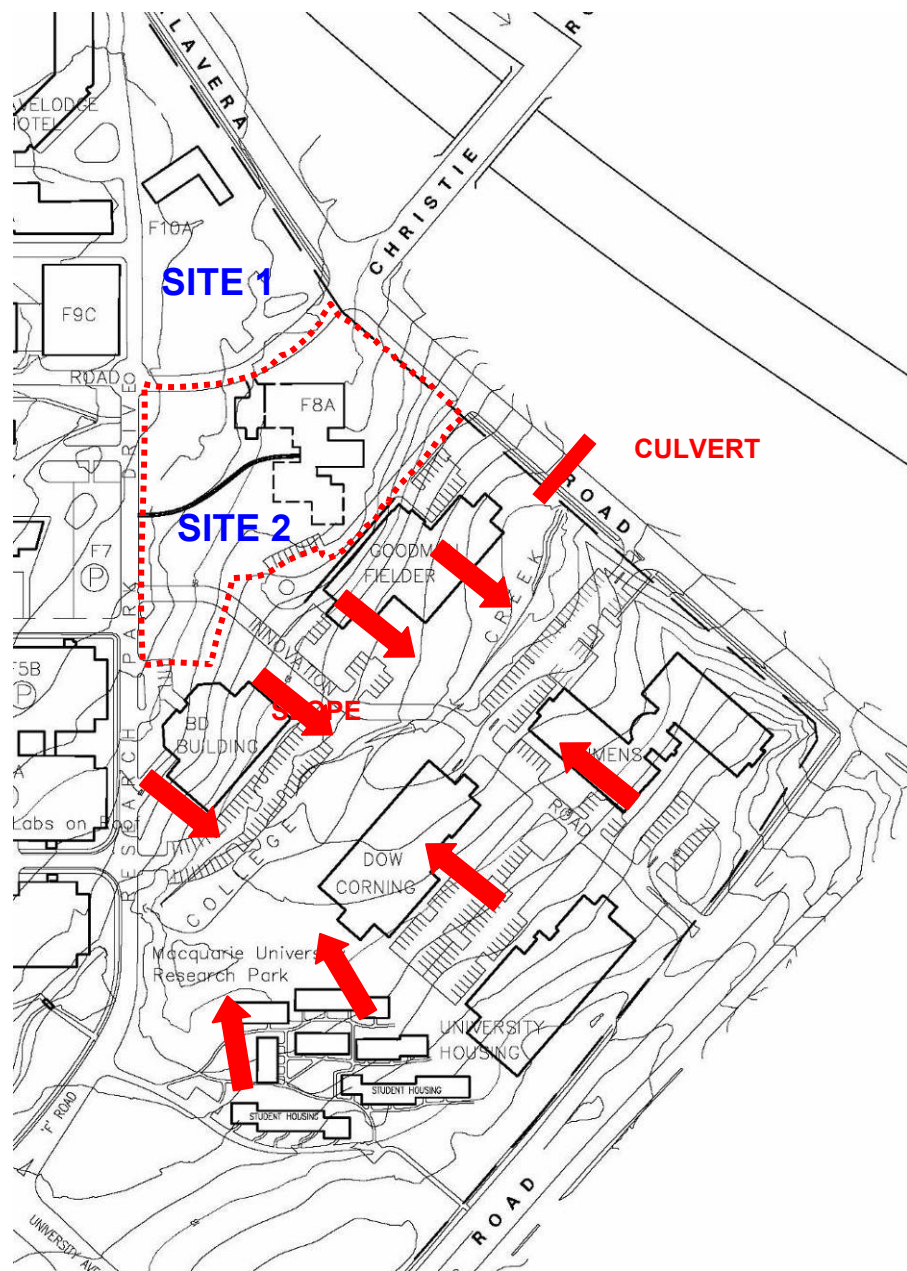 LAVERA
AVELODGE
HOTEL
CHRISTIE
F10A
SITE 1
F9C
ROAD
DRIVE
F8A
CULVERT
ROAD
SITE 2
F7
P
GOODMAN
FIELDER
CREEK
PARK
INNOVATION
F5B
P
SLOPE
BD
BUILDING
IMENS
ROAD
RESEARCH
Labs on Roof
COLLEGE
DOW
CORNING
Macquarie University
Research Park
UNIVERSITY
HOUSING
STUDENT HOUSING
STUDENT HOUSING
'F' ROAD
ROAD
UNIVERSITY AVE